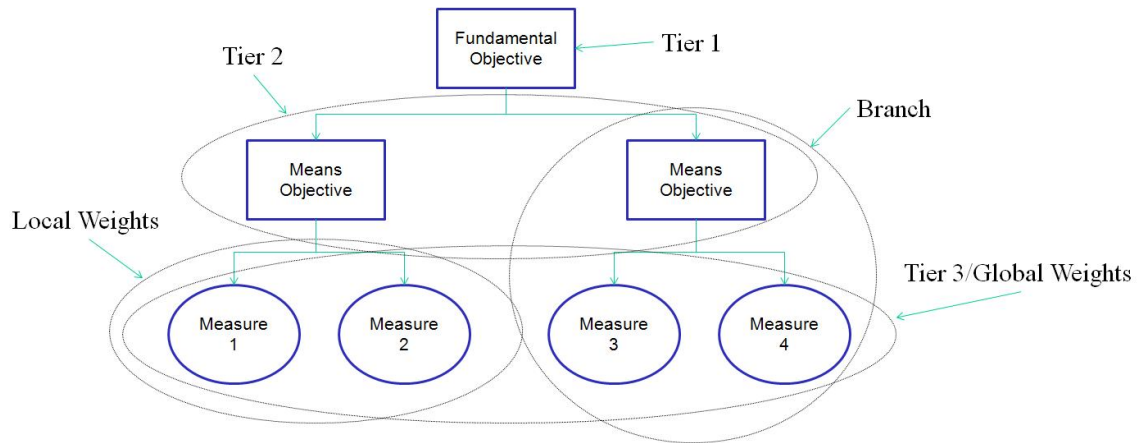 Fundamental
Objective
Tier 1
Tier 2
Branch
Means
Objective
Means
Objective
Local Weights
Tier 3/Global Weights
Measure
1
Measure
2
Measure
3
Measure
4